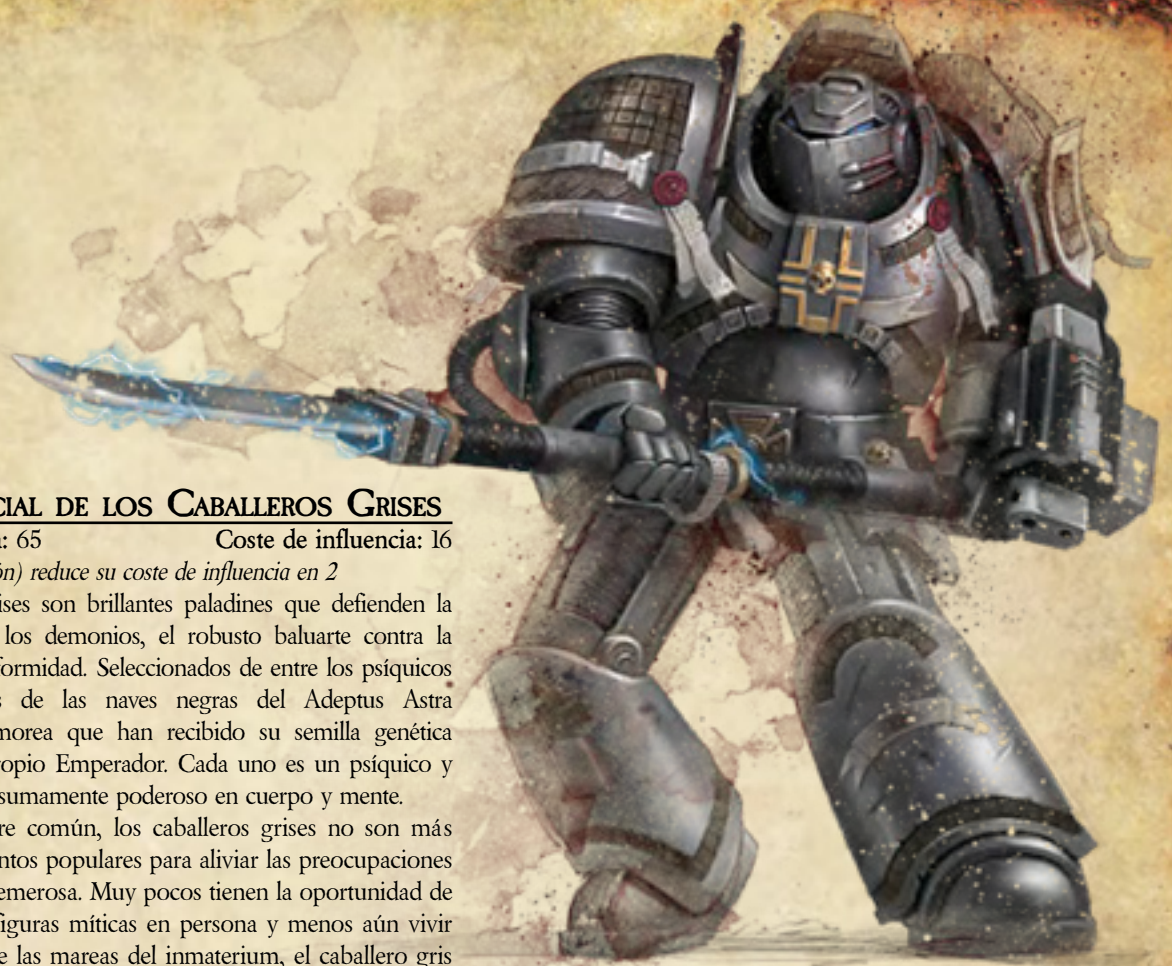 CIAL DE LOS CABALLEROS GRISES
: 65 Coste de influencia: 16
ón) reduce su coste de influencia en 2
ises son brillantes paladines que defienden la
los demonios, el robusto baluarte contra la
formidad. Seleccionados de entre los psíquicos
s de las naves negras del Adeptus Astra
morea que han recibido su semilla genética
ropio Emperador. Cada uno es un psíquico y
sumamente poderoso en cuerpo y mente.
re común, los caballeros grises no son más
ntos populares para aliviar las preocupaciones
emerosa. Muy pocos tienen la oportunidad de
figuras míticas en persona y menos aún vivir
e las mareas del inmaterium, el caballero gris